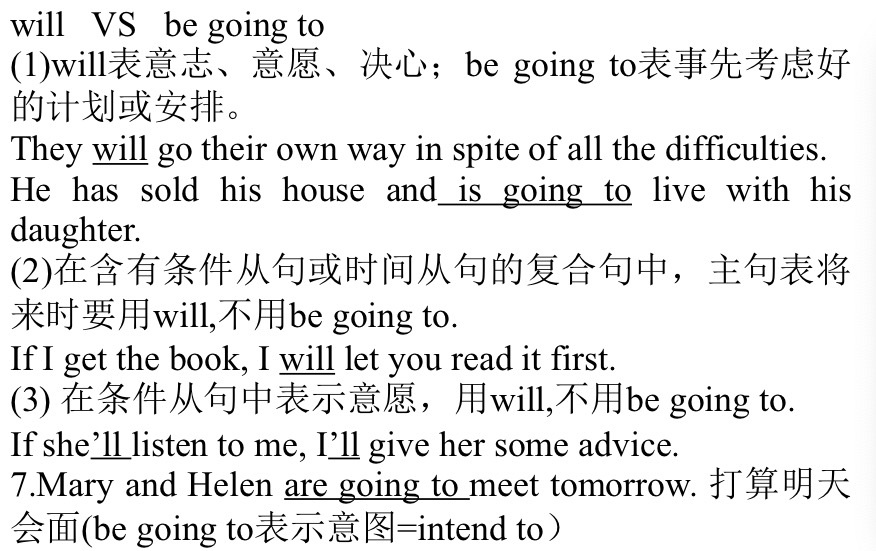 will VS be going to
(1)will表意志、意愿、决心；be going to表事先考虑好
的计划或安排。
They will go their own way in spite of all the difficulties.
He has sold his house and is going to live with his
daughter.
(2)在含有条件从句或时间从句的复合句中，主句表将
来时要用will,不用be going to.
If I get the book, I will let you read it first.
(3) 在条件从句中表示意愿，用will,不用be going to.
If she’ll listen to me, I’ll give her some advice.
7.Mary and Helen are going to meet tomorrow. 打算明天
会面(be going to表示意图=intend to）